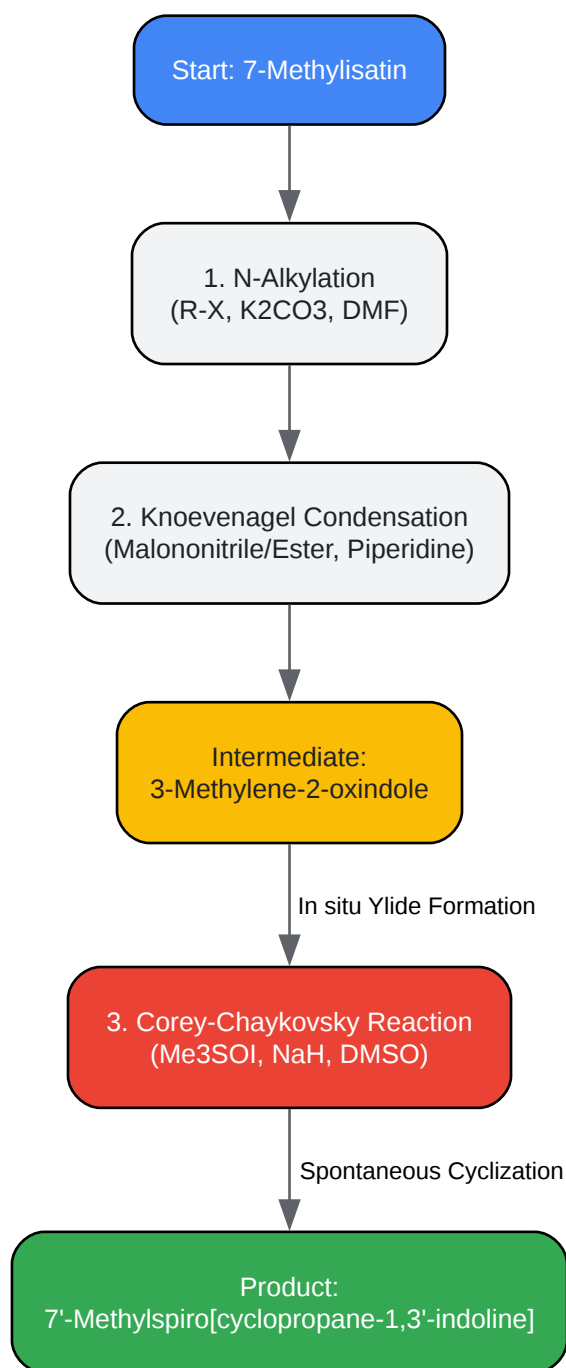 Start: 7-Methylisatin
1. N-Alkylation
(R-X, K2CO3, DMF)
2. Knoevenagel Condensation
(Malononitrile/Ester, Piperidine)
Intermediate:
3-Methylene-2-oxindole
In situ Ylide Formation
3. Corey-Chaykovsky Reaction
(Me3SOI, NaH, DMSO)
Spontaneous Cyclization
Product:
7'-Methylspiro[cyclopropane-1,3'-indoline]